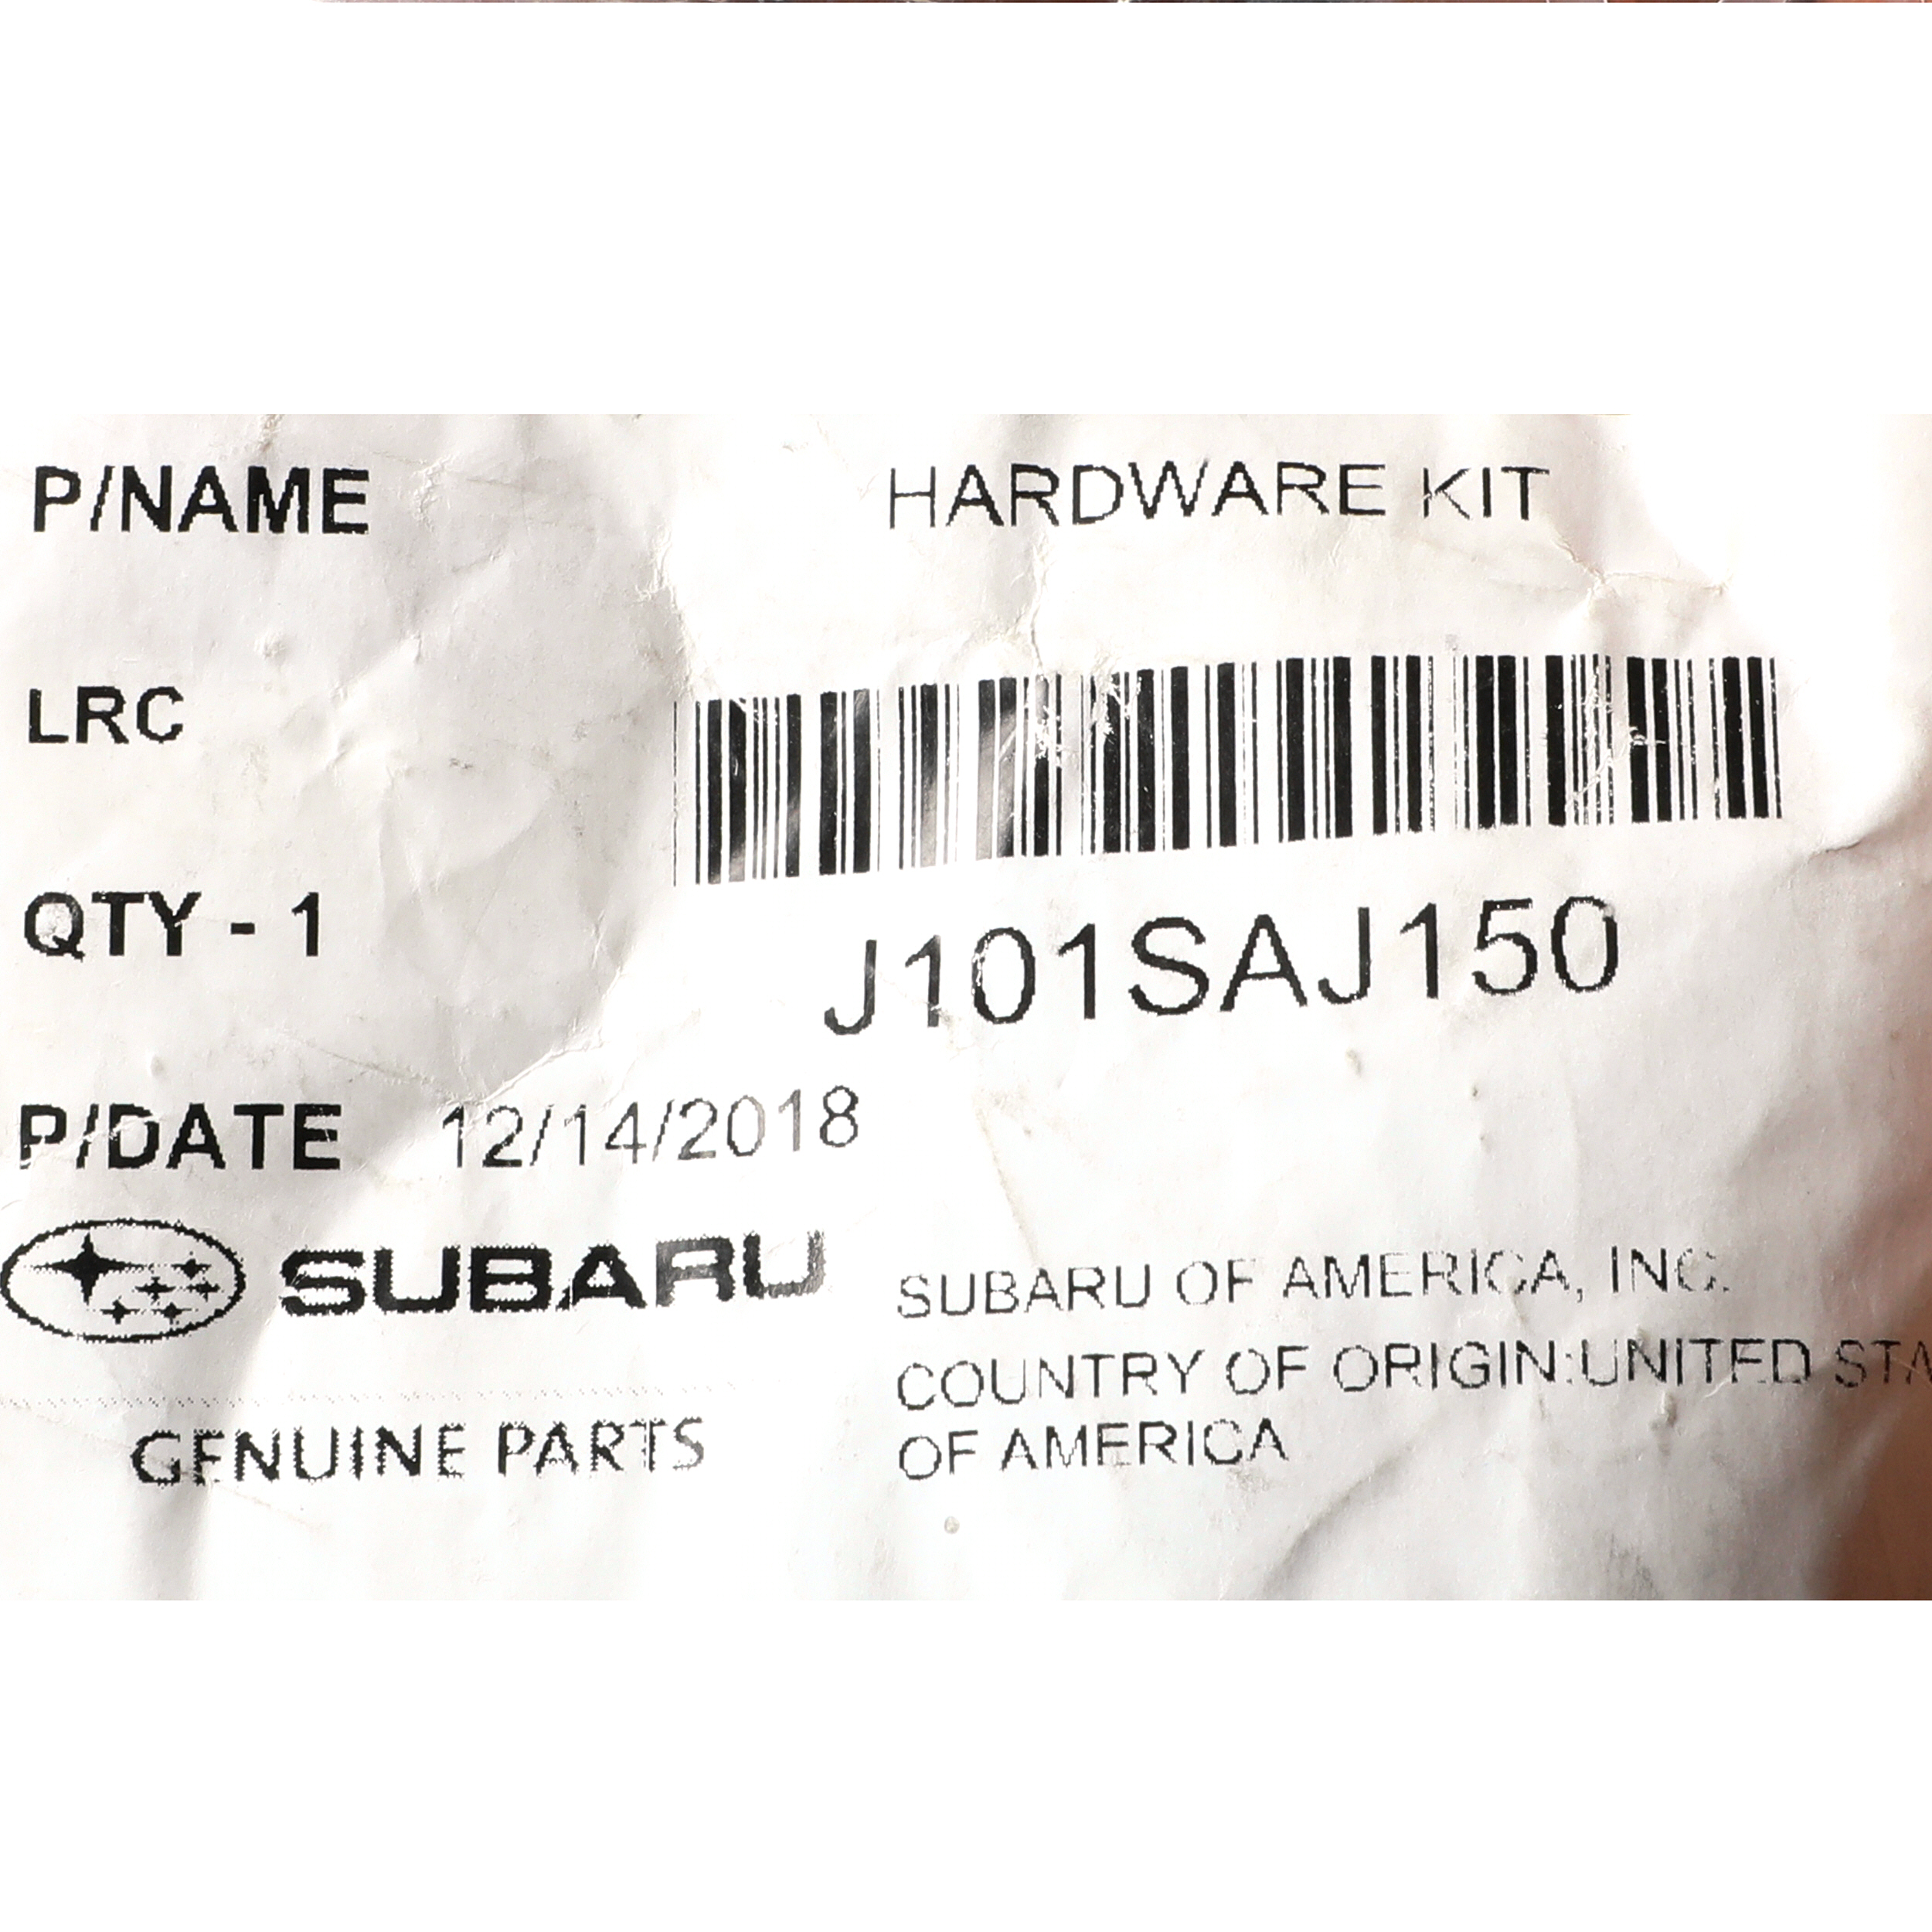 P/NAME HARDWARE KIT
LRC
QTY - 1
J101SAJ150
P/DATE 12/14/2018
SUBARU
SUBARU OF AMERICA, INC.
COUNTRY OF ORIGIN:UNITED STA
GENUINE PARTS
OF AMERICA